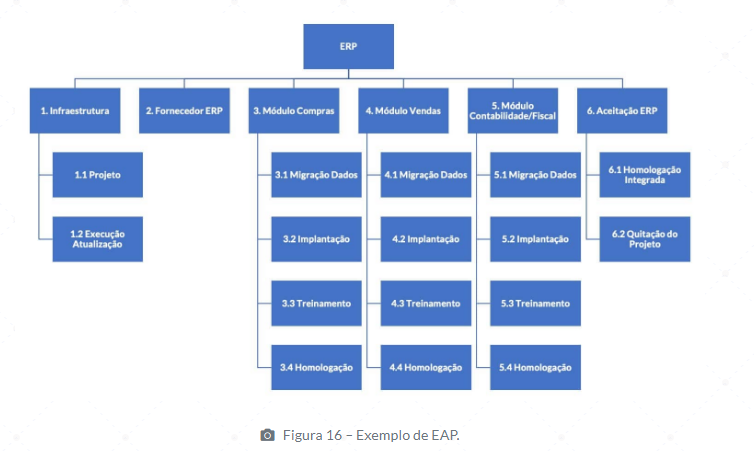 ERP
1. Infraestrutura
2. Fornecedor ERP
3. Módulo Compras
4. Módulo Vendas
5. Módulo
Contabilidade/Fiscal
6. Aceitação ERP
1.1 Projeto
3.1 Migração Dados
4.1 Migração Dados
5.1 Migração Dados
6.1 Homologação
Integrada
1.2 Execução
Atualização
3.2 Implantação
4.2 Implantação
5.2 Implantação
6.2 Quitação do
Projeto
3.3 Treinamento
4.3 Treinamento
5.3 Treinamento
3.4 Homologação
4.4 Homologação
5.4 Homologação
Figura 16 – Exemplo de EAP.